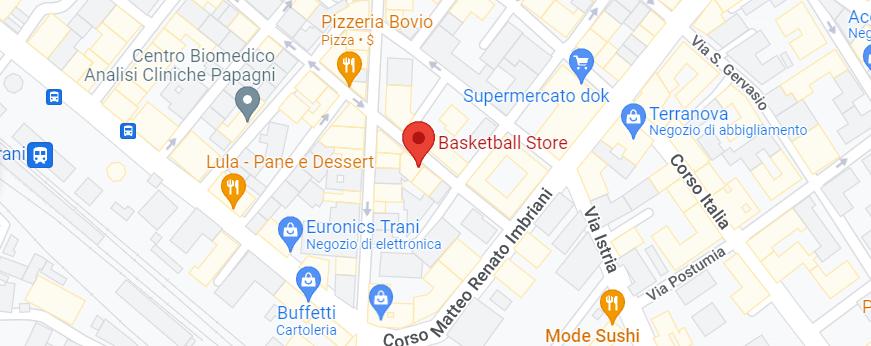 Pizzeria Bovio
Pizza • $
Centro Biomedico
Analisi Cliniche Papagni
Supermercato dok
Via S. Gervasio
Terranova
Negozio di abbigliamento
rani
Lula - Pane e Dessert
Basketball Store
Corso Italia
Euronics Trani
Negozio di elettronica
Via Istria
Via Postumia
Buffetti
Cartoleria
Corso Matteo Renato Imbriani
Mode Sushi